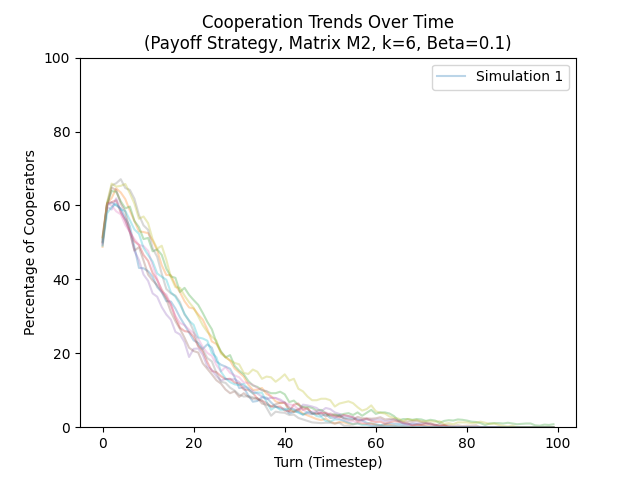 Cooperation Trends Over Time
(Payoff Strategy, Matrix M2, k=6, Beta=0.1)
Simulation 1
Percentage of Cooperators
100
80
60
40
20
0
0 20 40 60 80 100
Turn (Timestep)